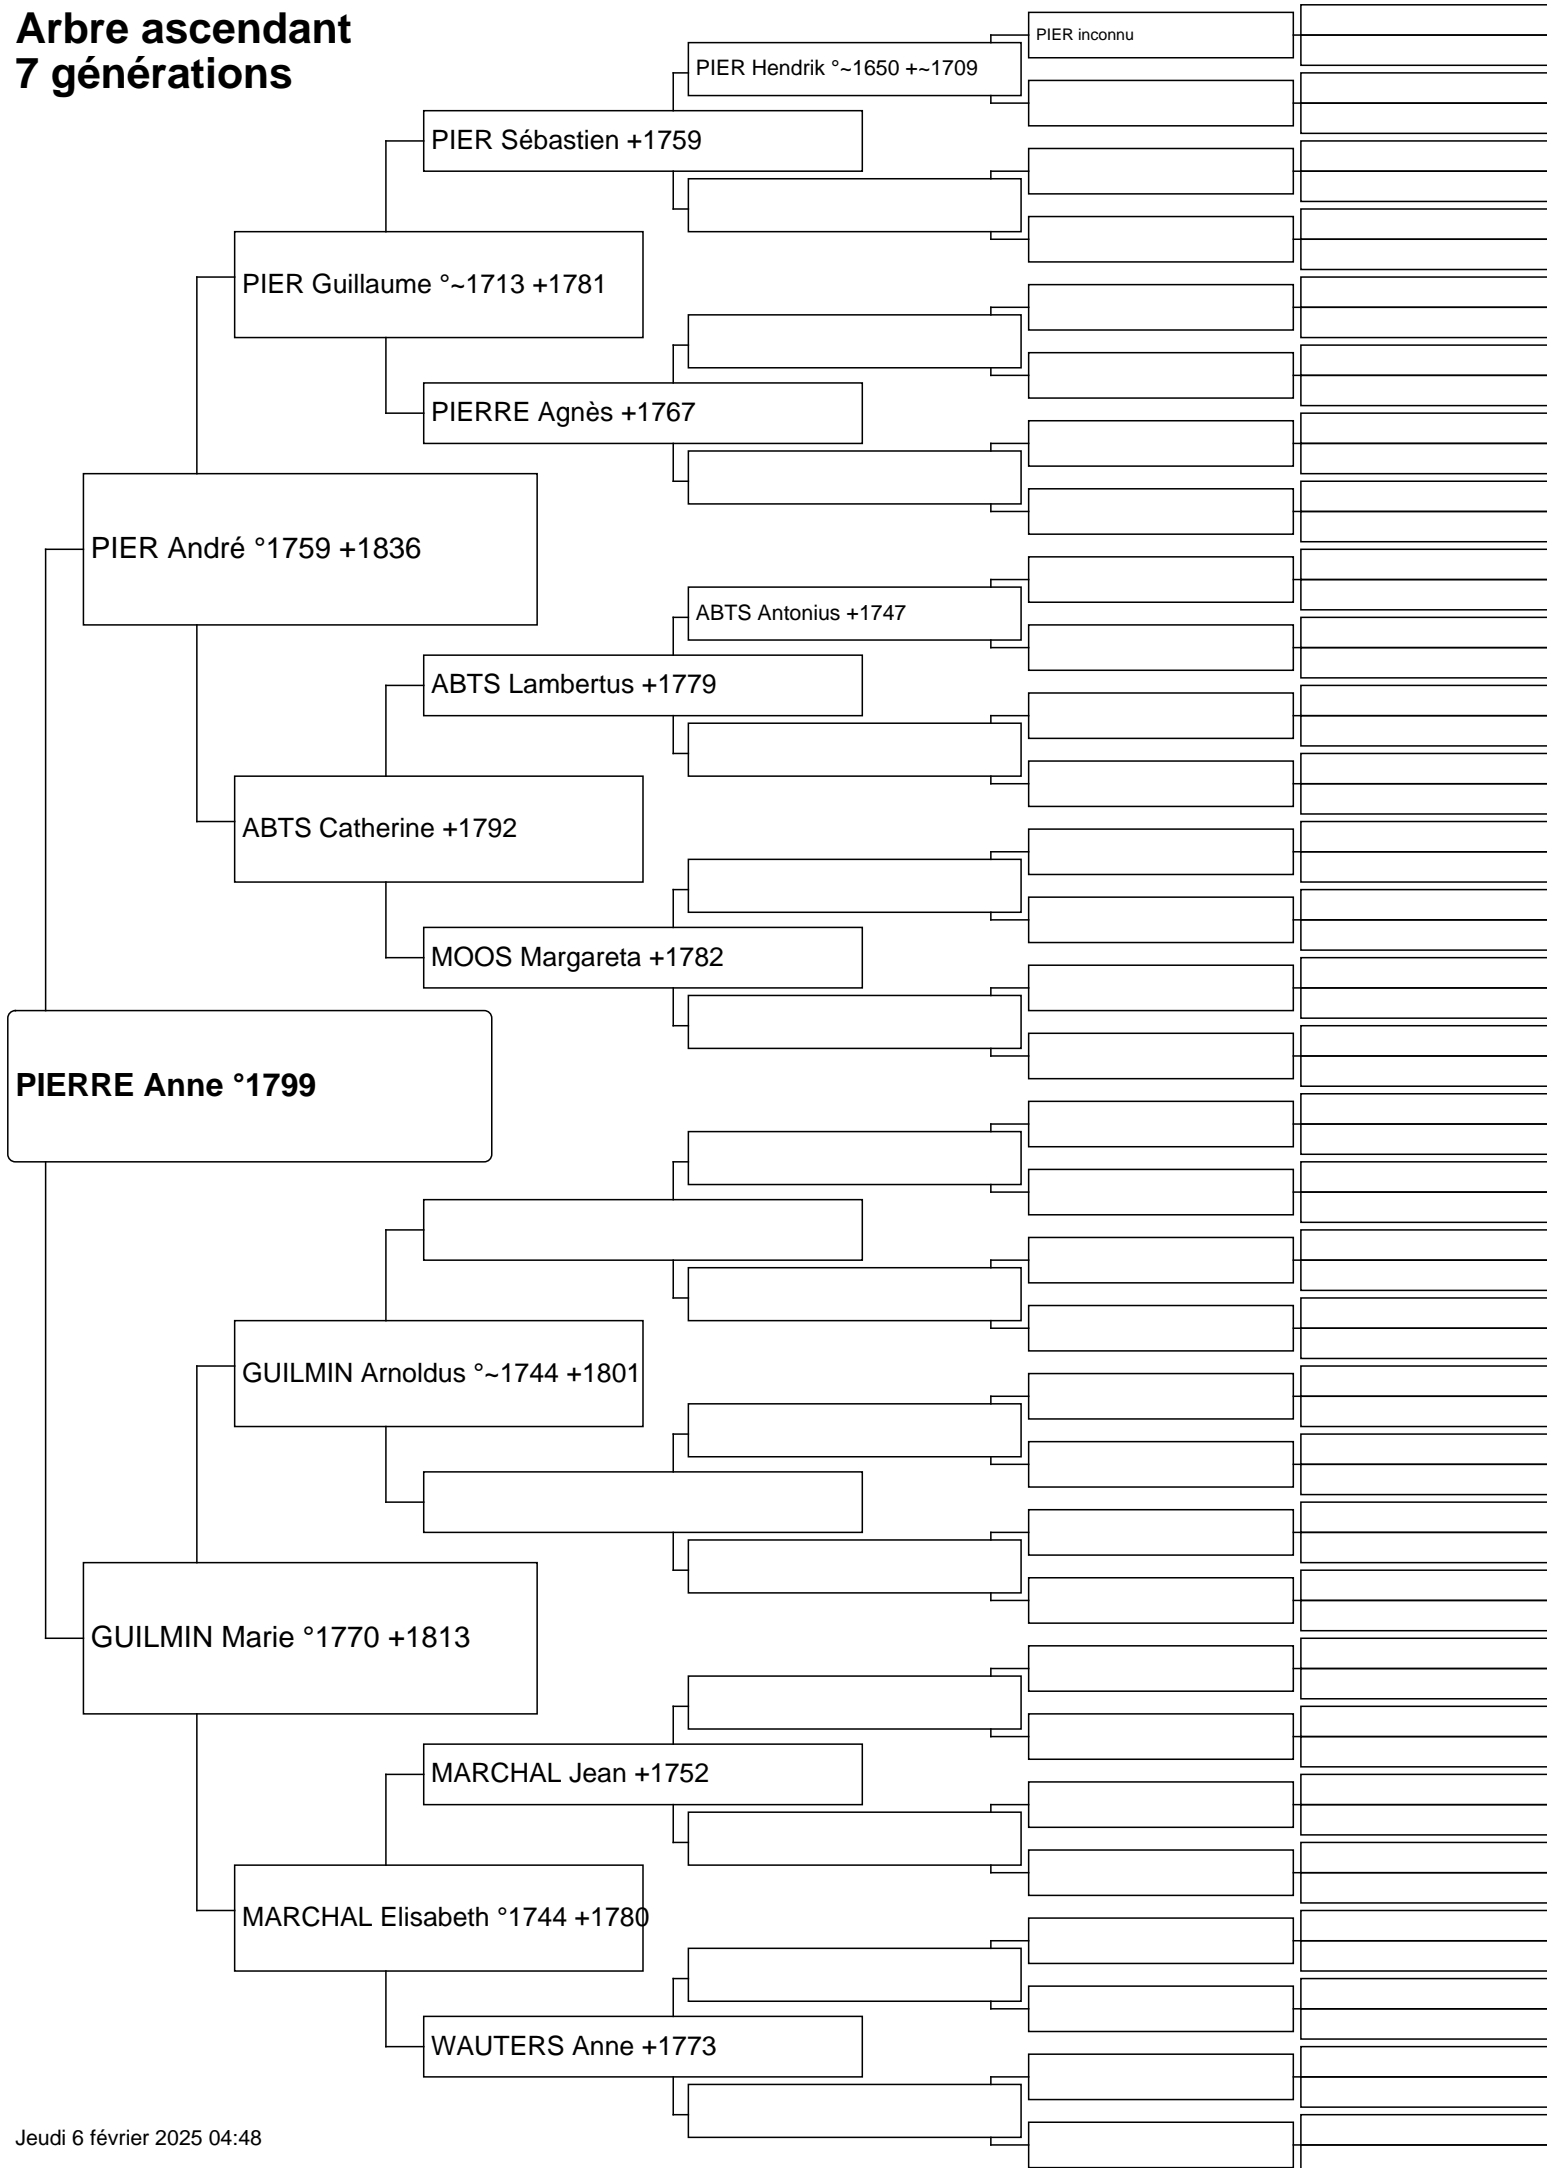 Arbre ascendant
7 générations
PIER inconnu
PIER Hendrik °~1650 +~1709
PIER Sébastien +1759
PIER Guillaume °~1713 +1781
PIERRE Agnès +1767
PIER André °1759 +1836
ABTS Antonius +1747
ABTS Lambertus +1779
ABTS Catherine +1792
MOOS Margareta +1782
PIERRE Anne °1799
GUILMIN Arnoldus °~1744 +1801
GUILMIN Marie °1770 +1813
MARCHAL Jean +1752
MARCHAL Elisabeth °1744 +1780
WAUTERS Anne +1773
Jeudi 6 février 2025 04:48